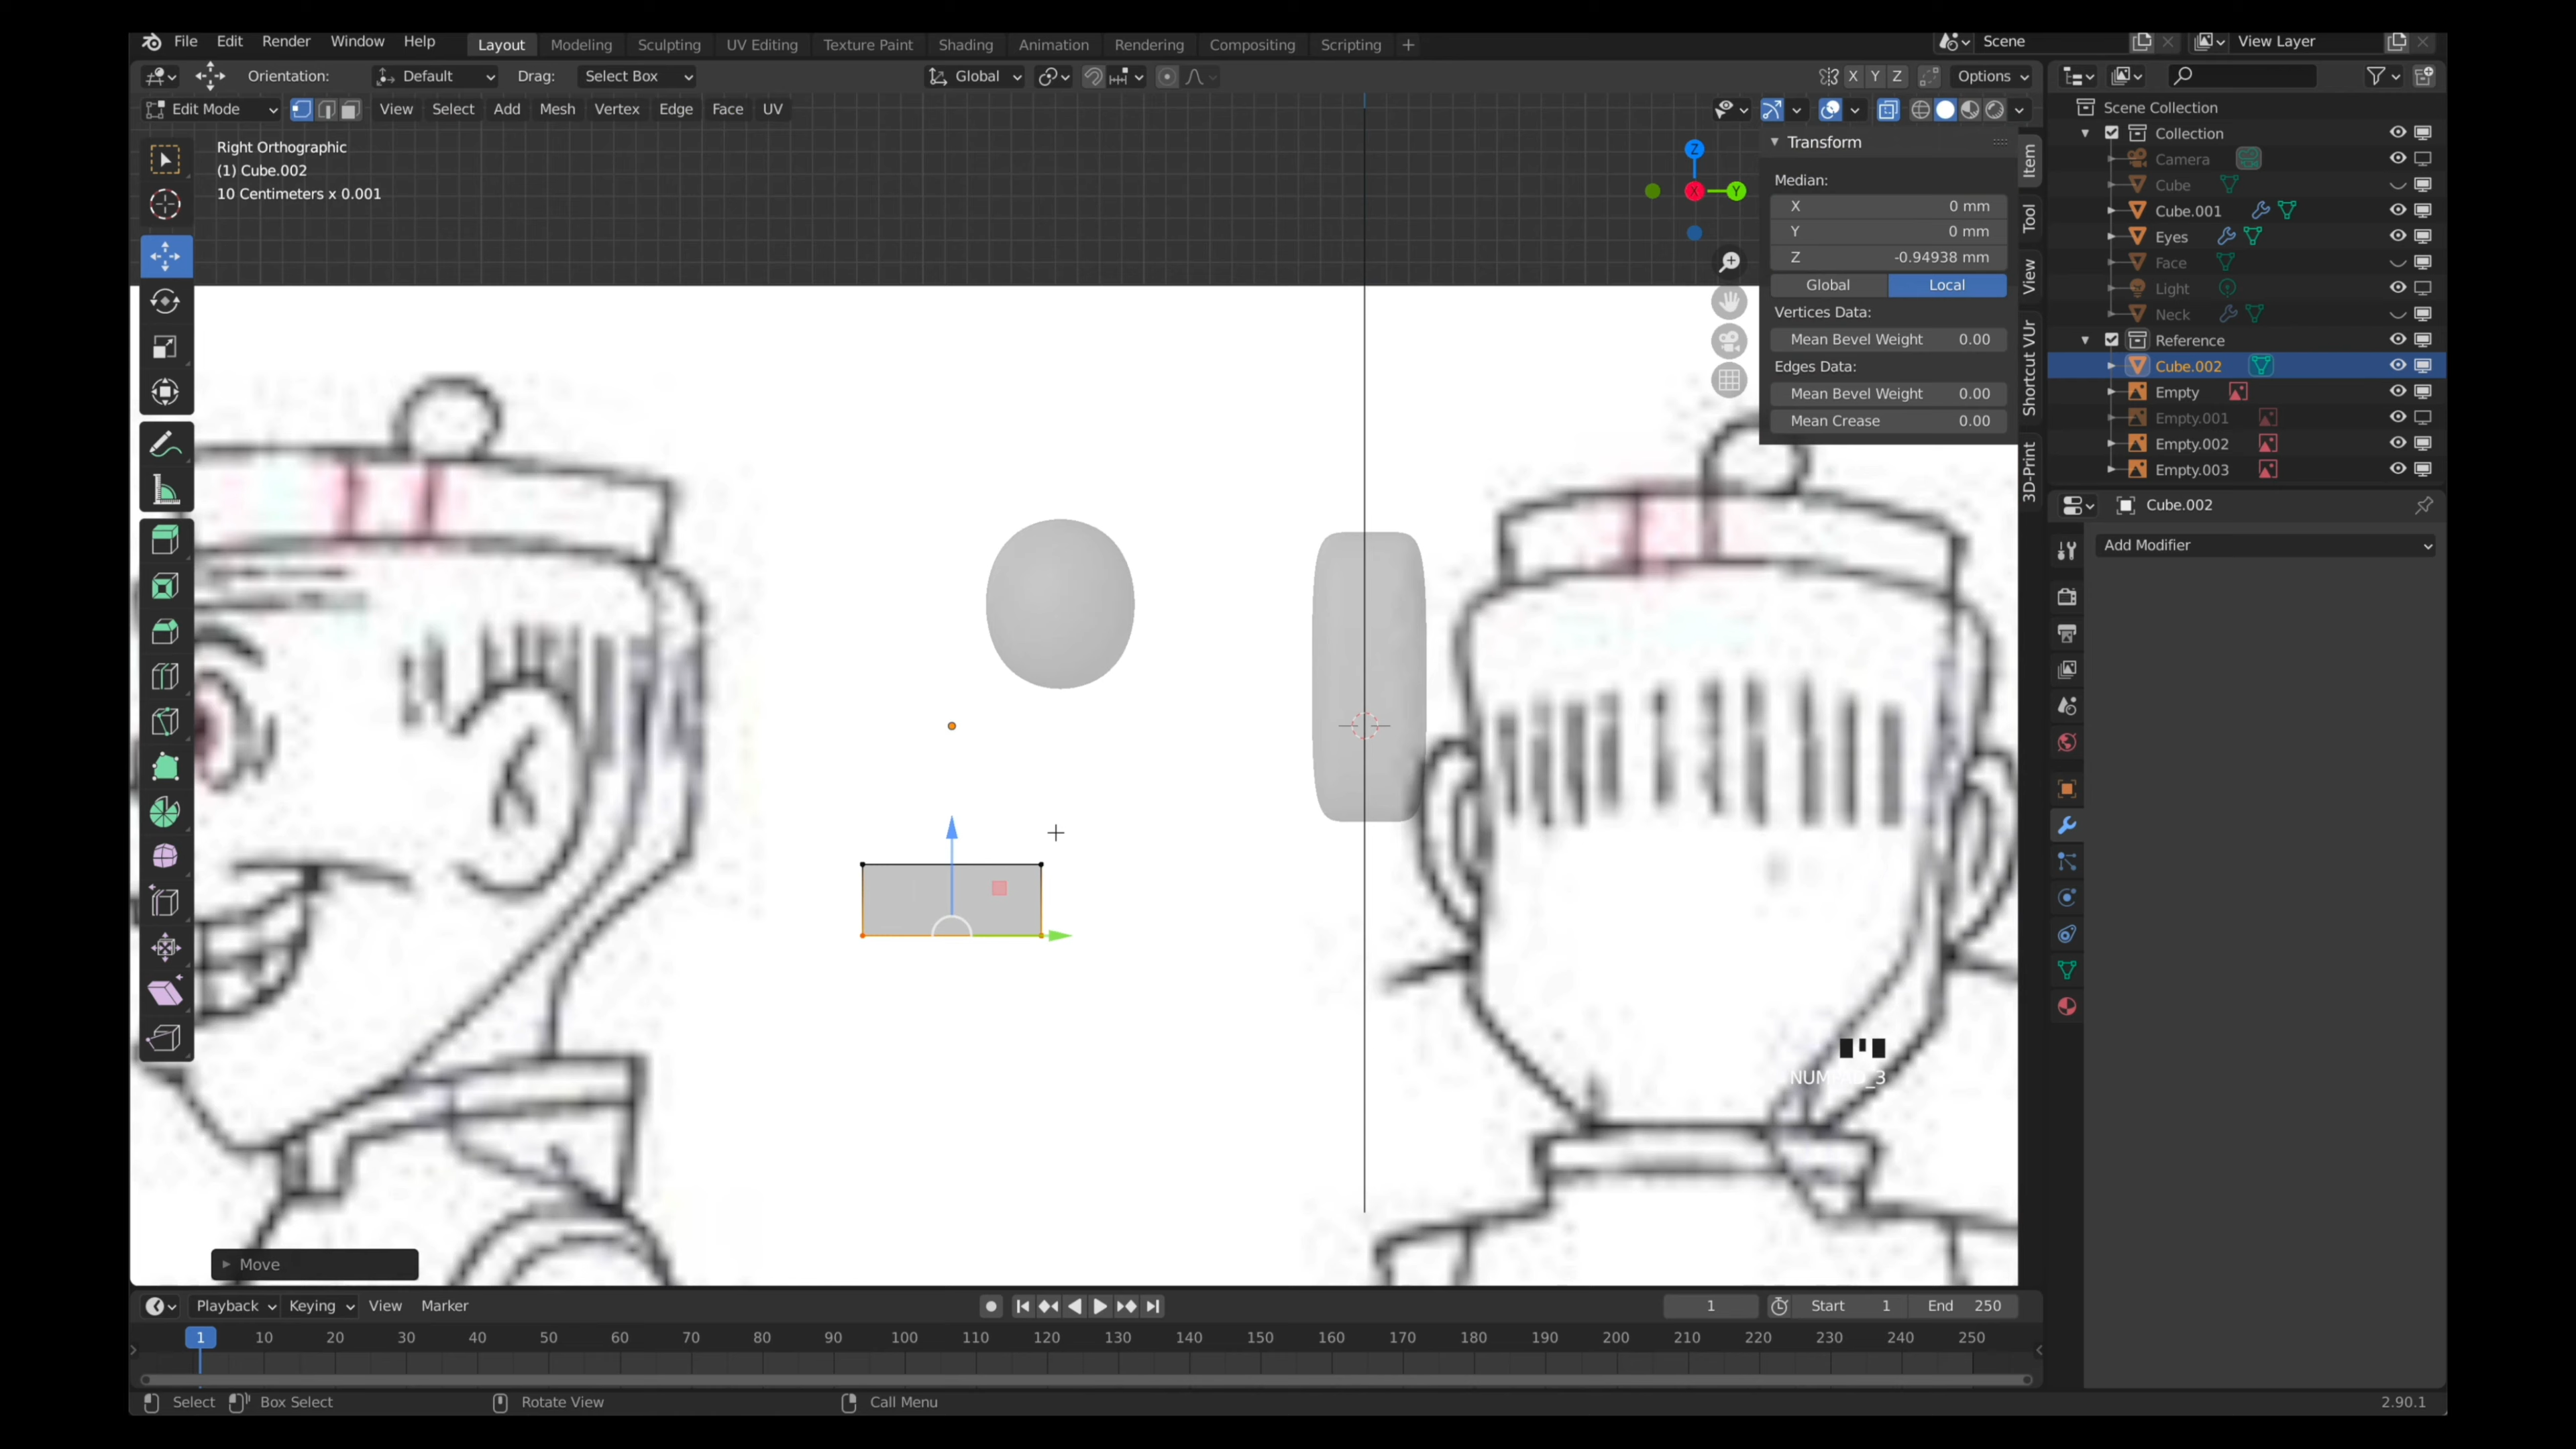 File Edit Render Window Help Layout Modeling Sculpting UV Editing Texture Paint Shading Animation Rendering Compositing Scripting + Scene View Layer
Orientation: Default Drag: Select Box Global X Y Z Options
Edit Mode View Select Add Mesh Vertex Edge Face UV
Right Orthographic
(1) Cube.002
10 Centimeters x 0.001
Z
X
Y
Transform
Median:
X 0 mm
Y 0 mm
Z -0.94938 mm
Global Local
Vertices Data:
Mean Bevel Weight 0.00
Edges Data:
Mean Bevel Weight 0.00
Mean Crease 0.00
Item
Tool
View
Shortcut VUr
3D-Print
Scene Collection
Collection
Camera
Cube
Cube.001
Eyes
Face
Light
Neck
Reference
Cube.002
Empty
Empty.001
Empty.002
Empty.003
Cube.002
Add Modifier
Move
Playback Keying View Marker 1 Start 1 End 250
1 10 20 30 40 50 60 70 80 90 100 110 120 130 140 150 160 170 180 190 200 210 220 230 240 250
Select Box Select Rotate View Call Menu 2.90.1